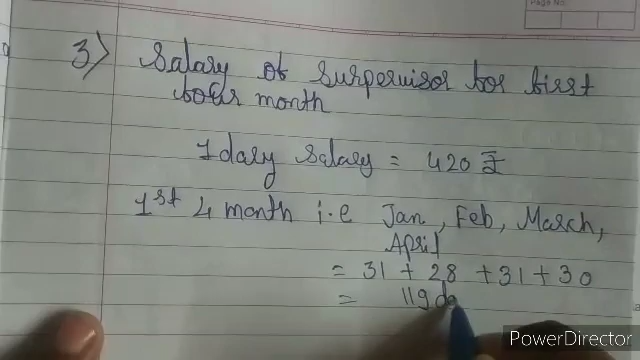 Page No.
3) Salary of surpervisor for first
four month
1 day salary = 420 ₹
1st 4 month i.e Jan, Feb, March,
April
= 31 + 28 + 31 + 30
= 119 da
PowerDirector